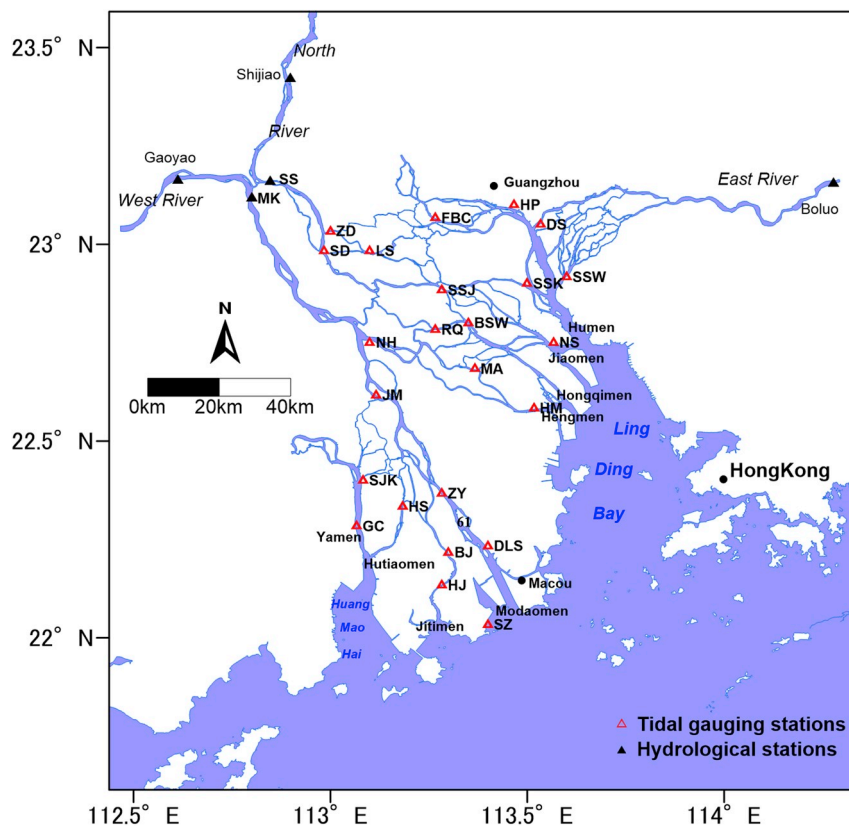 23.5° N
North
Shijiao
River
Gaoyao
SS
Guangzhou
East River
West River
MK
HP
Boluo
FBC
DS
23° N
ZD
SD
LS
SSW
SSK
SSJ
N
BSW
Humen
RQ
NH
NS
Jiaomen
MA
0km 20km 40km
JM
Hongqimen
HM
Hengmen
22.5° N
Ling
Ding
Bay
HongKong
SJK
ZY
HS
61
GC
Yamen
DLS
BJ
Hutiaomen
HJ
Macou
Huang
Mao
Hai
Modaomen
Jitimen
SZ
22° N
Tidal gauging stations
Hydrological stations
112.5° E
113° E
113.5° E
114° E